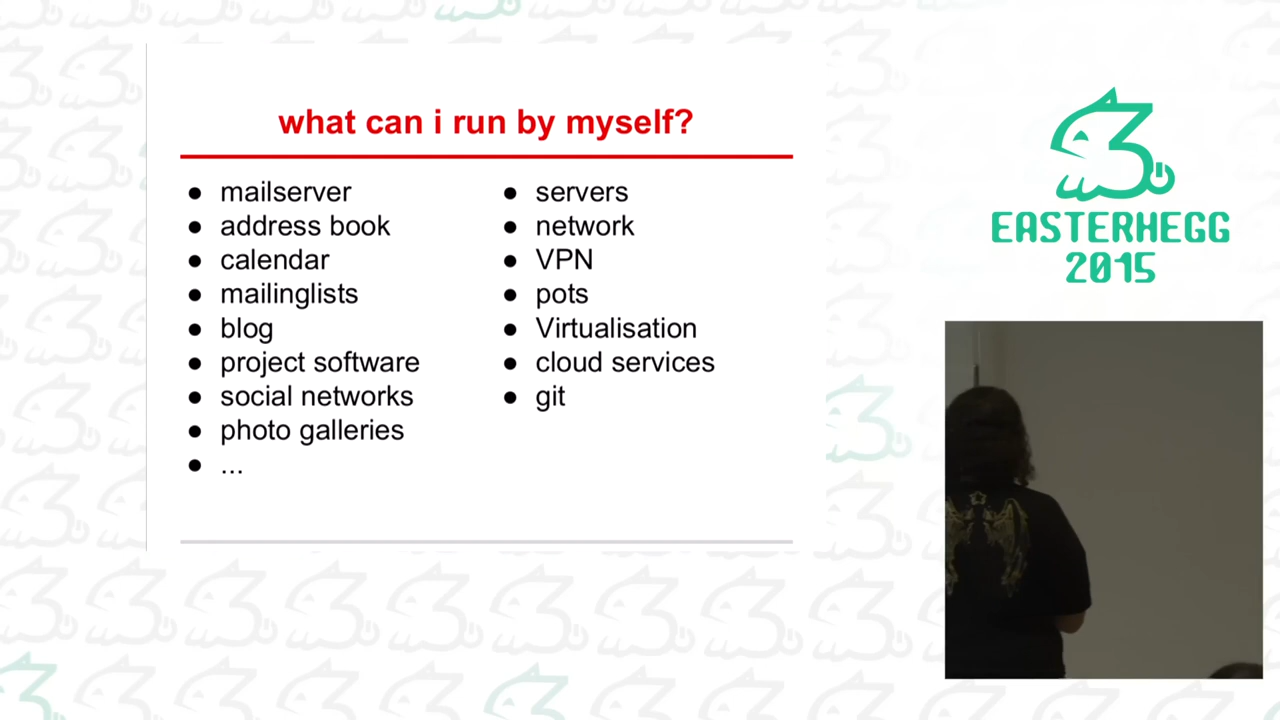 what can i run by myself?
● mailserver
● address book
● calendar
● mailinglists
● blog
● project software
● social networks
● photo galleries
● ...
● servers
● network
● VPN
● pots
● Virtualisation
● cloud services
● git
EASTERHEGG
2015